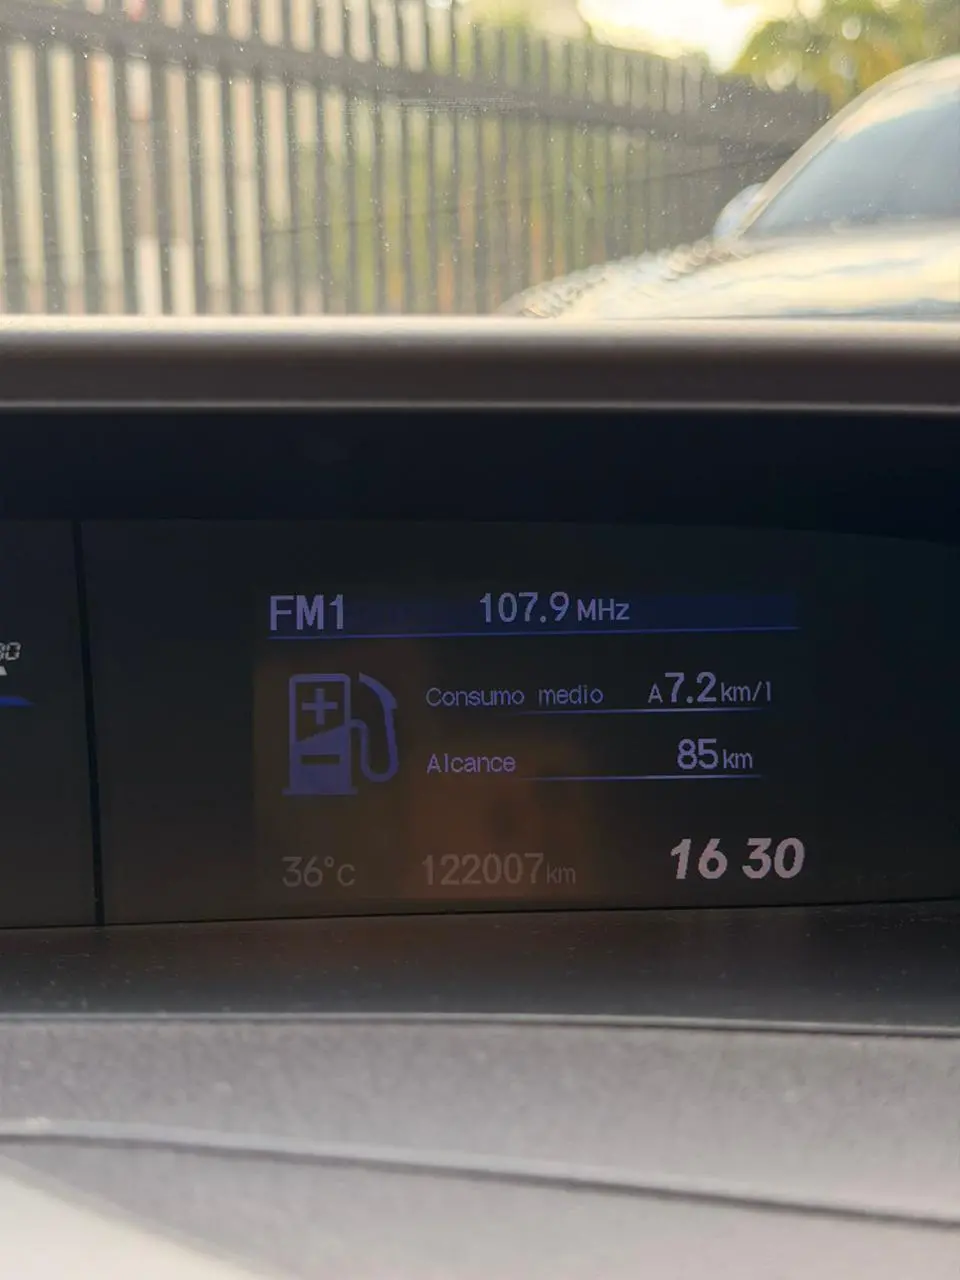 FM1 107.9 MHz
Consumo medio A 7.2 km/l
Alcance 85 km
36°C 122007 km 16 30